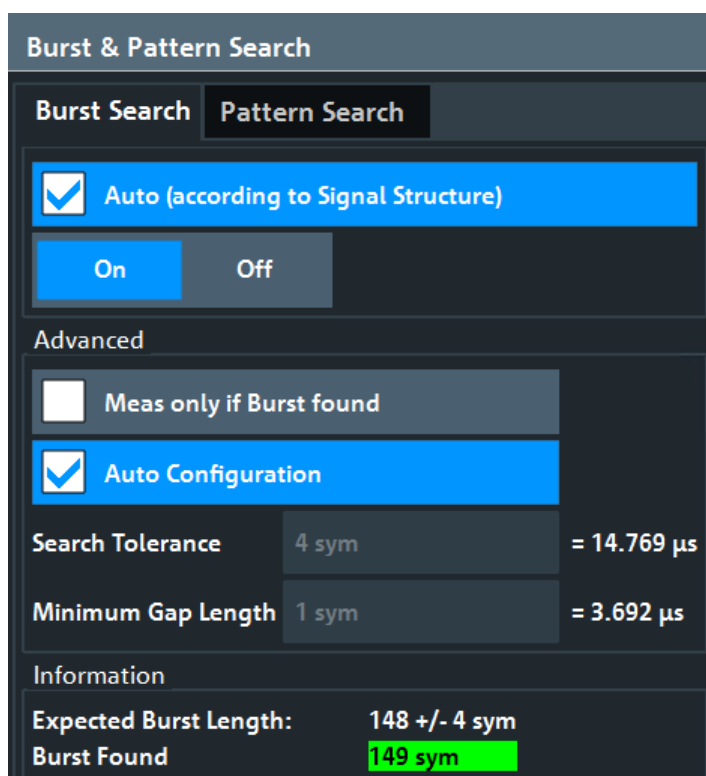 Burst & Pattern Search
Burst Search Pattern Search
Auto (according to Signal Structure)
On Off
Advanced
Meas only if Burst found
Auto Configuration
Search Tolerance 4 sym = 14.769 µs
Minimum Gap Length 1 sym = 3.692 µs
Information
Expected Burst Length: 148 +/- 4 sym
Burst Found 149 sym